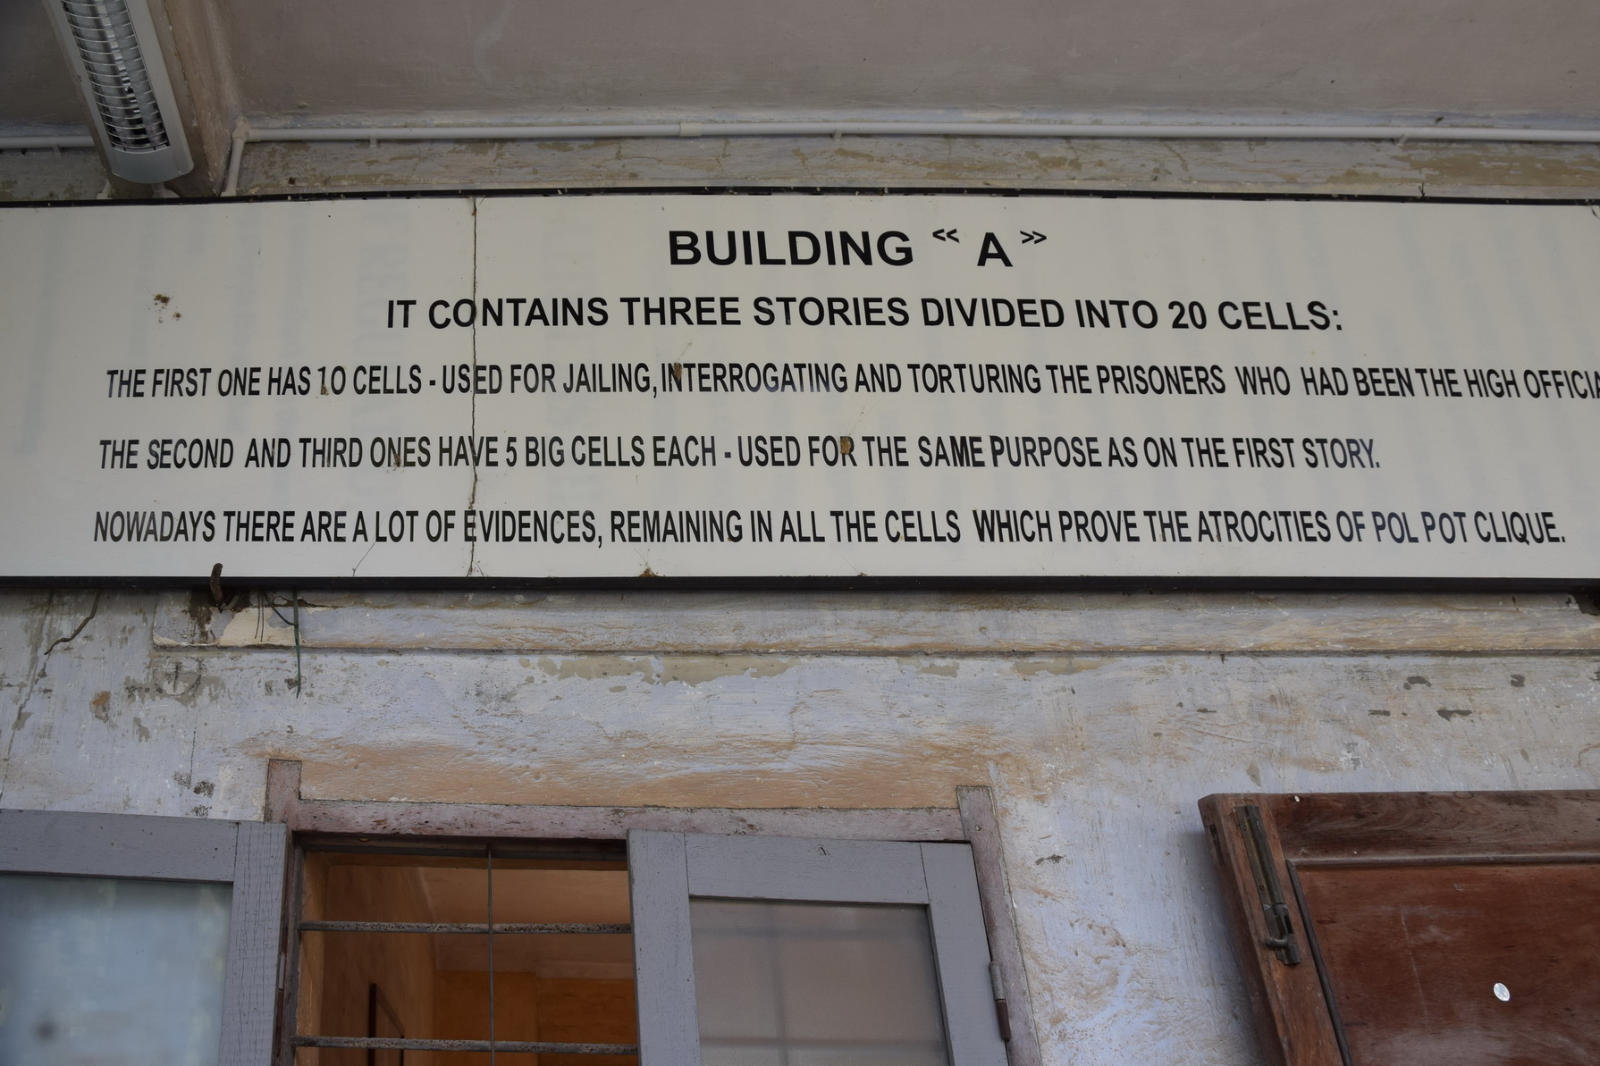 BUILDING “ A ”
IT CONTAINS THREE STORIES DIVIDED INTO 20 CELLS:
THE FIRST ONE HAS 10 CELLS - USED FOR JAILING, INTERROGATING AND TORTURING THE PRISONERS WHO HAD BEEN THE HIGH
THE SECOND AND THIRD ONES HAVE 5 BIG CELLS EACH - USED FOR THE SAME PURPOSE AS ON THE FIRST STORY.
NOWADAYS THERE ARE A LOT OF EVIDENCES, REMAINING IN ALL THE CELLS WHICH PROVE THE ATROCITIES OF POL POT CLIQUE.